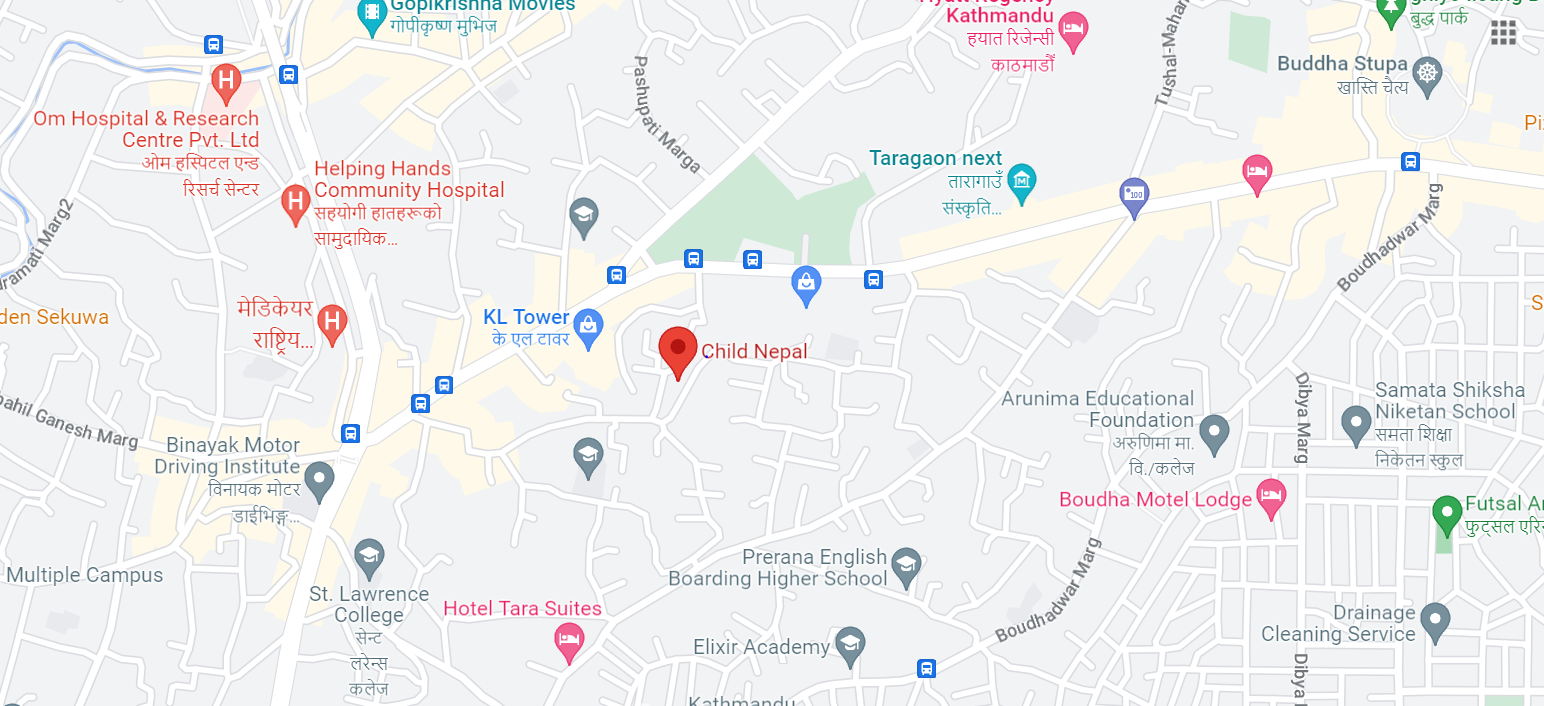 Gopikrishna Movies
गोपीकृष्ण मुभिज
Hyatt Regency
Kathmandu
हयात रिजेन्सी
काठमाडौँ
बुद्ध पार्क
Buddha Stupa
खास्ति चैत्य
Pashupati Marga
Tushal-Mahan
Om Hospital & Research
Centre Pvt. Ltd
ओम हस्पिटल एन्ड
रिसर्च सेन्टर
Helping Hands
Community Hospital
सहयोगी हातहरूको
सामुदायिक...
Taragaon next
तारागाउँ
संस्कृति...
100
Boudhadwar Marg
Marg2
den Sekuwa
मेडिकेयर
राष्ट्रिय...
KL Tower
के एल टावर
Child Nepal
Ganesh Marg
Binayak Motor
Driving Institute
विनायक मोटर
ड्राईभिङ्ग...
Arunima Educational
Foundation
अरुणिमा मा.
वि./कलेज
Dibya Marg
Samata Shiksha
Niketan School
समता शिक्षा
निकेतन स्कुल
Boudha Motel Lodge
Futsal Ar
फुट्सल एरि
Prerana English
Boarding Higher School
Multiple Campus
St. Lawrence
College
सेन्ट
लरेन्स
कलेज
Hotel Tara Suites
Elixir Academy
Boudhadwar Marg
Drainage
Cleaning Service
Dibya
Kathmandu